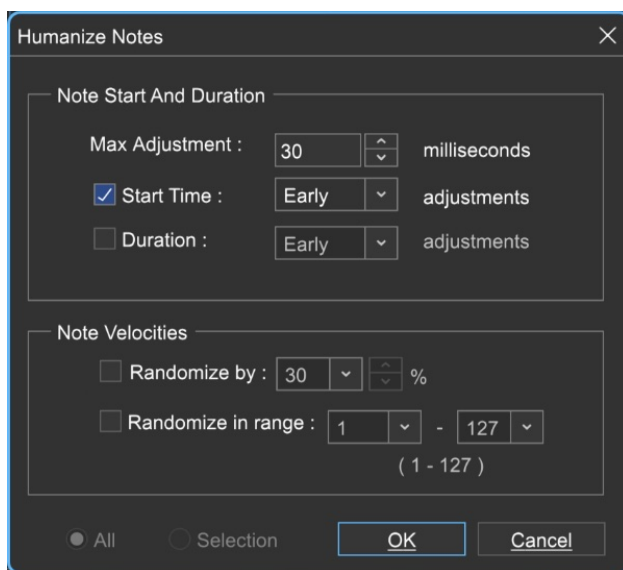 Humanize Notes
Note Start And Duration
Max Adjustment : 30 milliseconds
Start Time : Early adjustments
Duration : Early adjustments
Note Velocities
Randomize by : 30 %
Randomize in range : 1 - 127
( 1 - 127 )
All Selection OK Cancel